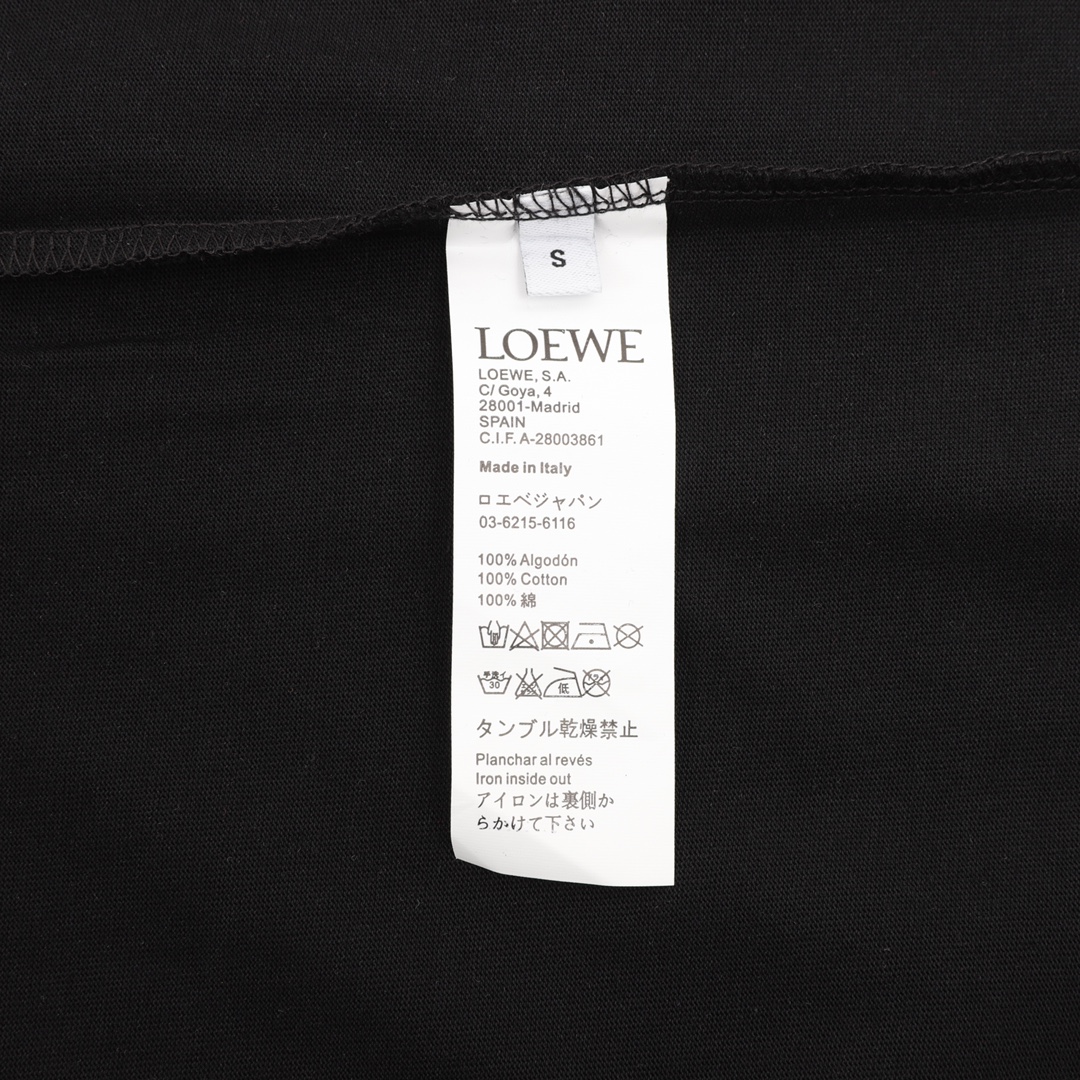 S
LOEWE
LOEWE, S.A.
C/ Goya, 4
28001-Madrid
SPAIN
C.I.F. A-28003861
Made in Italy
ロエベジャパン
03-6215-6116
100% Algodón
100% Cotton
100% 綿
30 低
タンブル乾燥禁止
Planchar al revés
Iron inside out
アイロンは裏側か
らかけて下さい